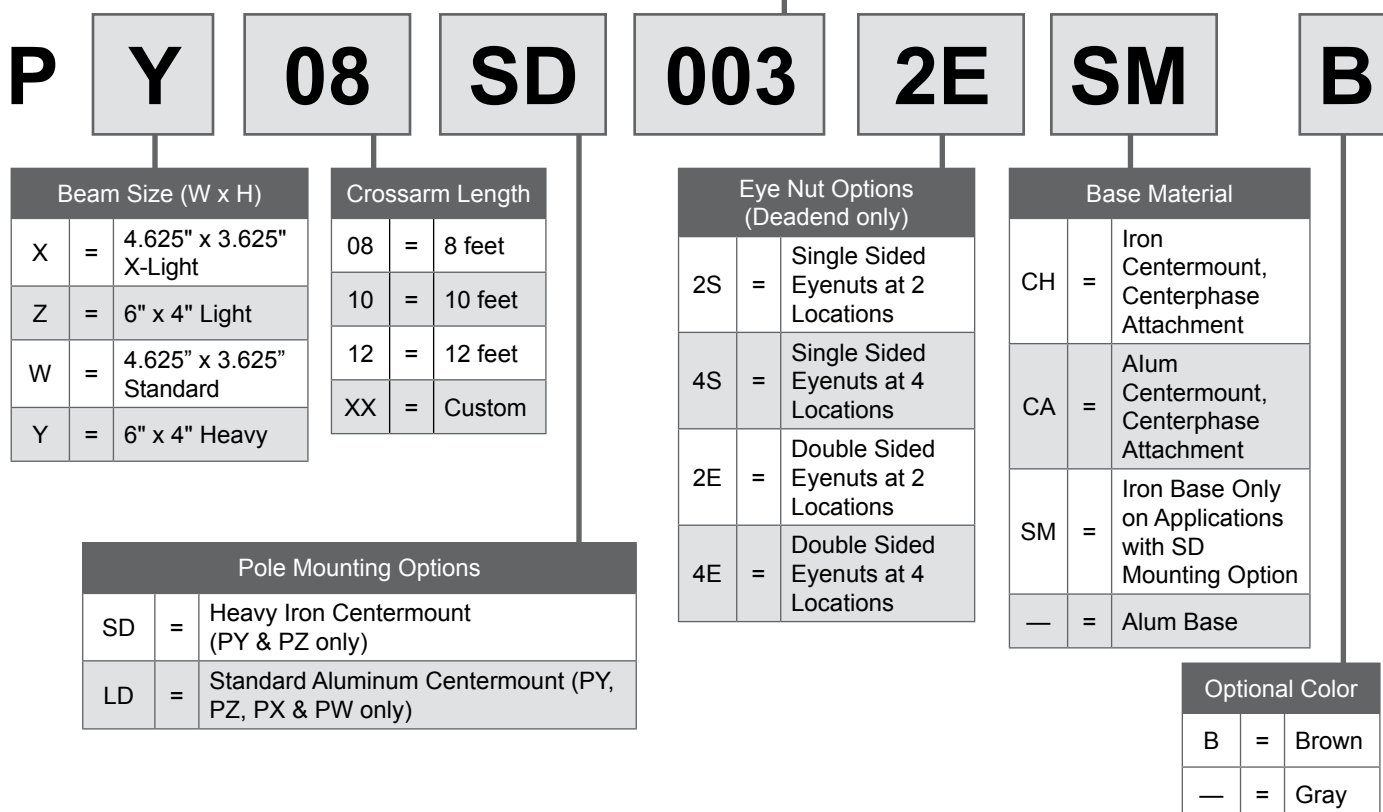 P Y 08 SD 003 2E SM B
Beam Size (W x H)
X = 4.625" x 3.625"
X-Light
Z = 6" x 4" Light
W = 4.625” x 3.625”
Standard
Y = 6" x 4" Heavy
Crossarm Length
08 = 8 feet
10 = 10 feet
12 = 12 feet
XX = Custom
Pole Mounting Options
SD = Heavy Iron Centermount
(PY & PZ only)
LD = Standard Aluminum Centermount (PY,
PZ, PX & PW only)
Eye Nut Options
(Deadend only)
2S = Single Sided
Eyenuts at 2
Locations
4S = Single Sided
Eyenuts at 4
Locations
2E = Double Sided
Eyenuts at 2
Locations
4E = Double Sided
Eyenuts at 4
Locations
Base Material
CH = Iron
Centermount,
Centerphase
Attachment
CA = Alum
Centermount,
Centerphase
Attachment
SM = Iron Base Only
on Applications
with SD
Mounting Option
— = Alum Base
Optional Color
B = Brown
— = Gray